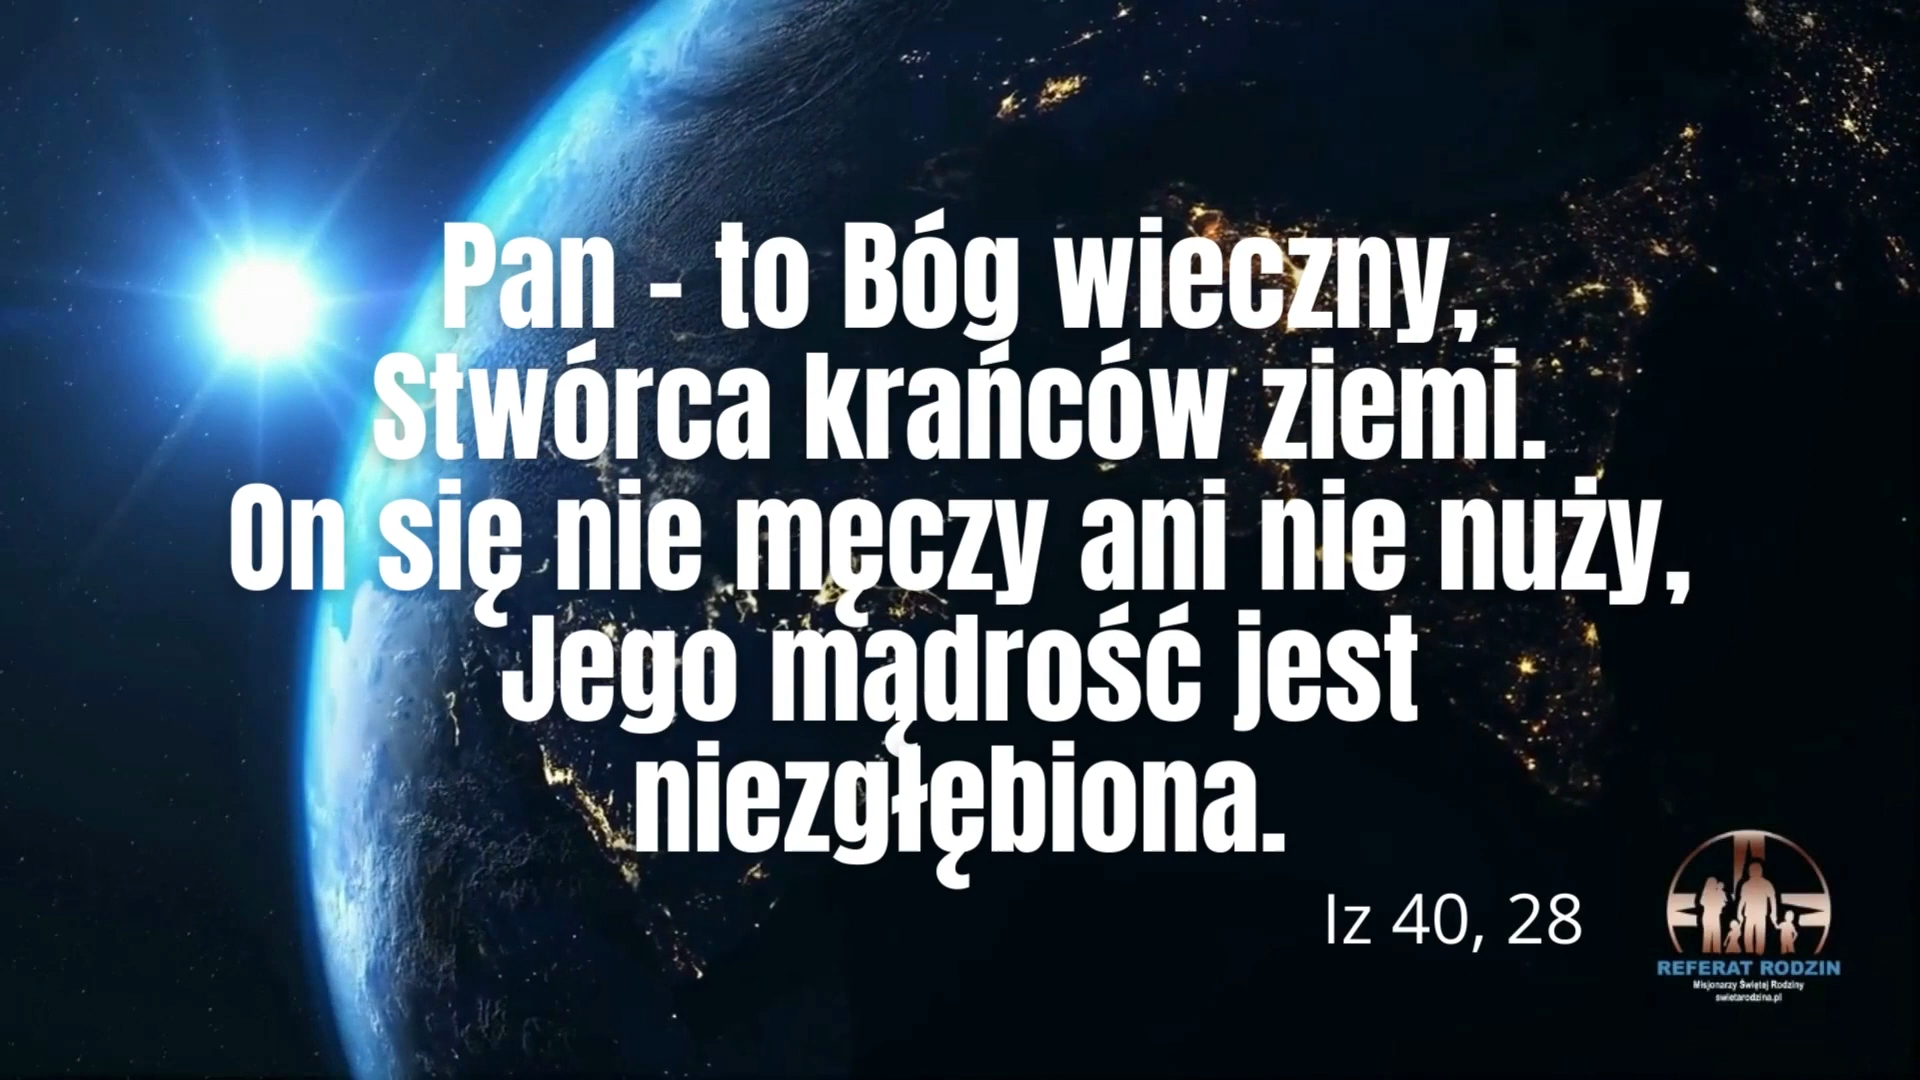 Pan - to Bóg wieczny,
Stwórca krańców ziemi.
On się nie męczy ani nie nuży,
Jego mądrość jest
niezgłębiona.
Iz 40, 28
REFERAT RODZIN
Misjonarzy Świętej Rodziny
swietarodzina.pl